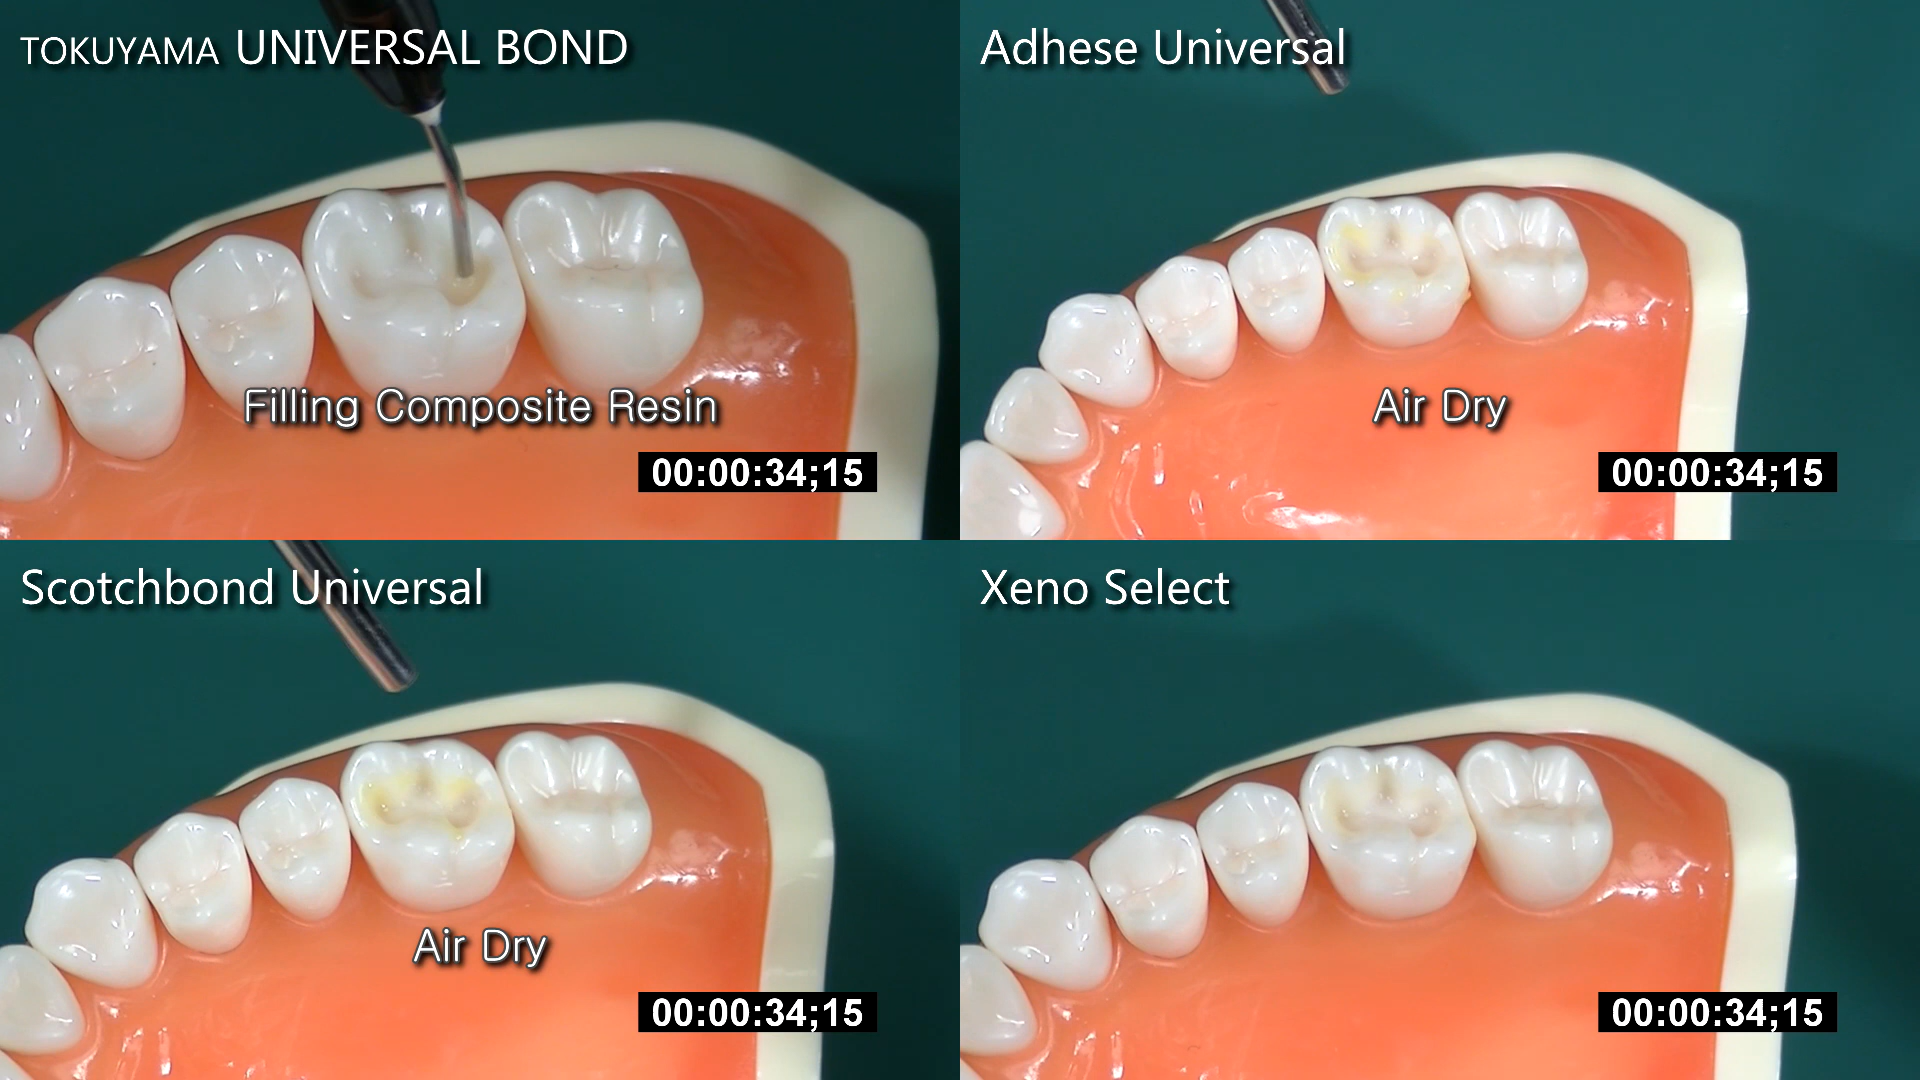 TOKUYAMA UNIVERSAL BOND
Filling Composite Resin
00:00:34;15
Adhese Universal
Air Dry
00:00:34;15
Scotchbond Universal
Air Dry
00:00:34;15
Xeno Select
00:00:34;15